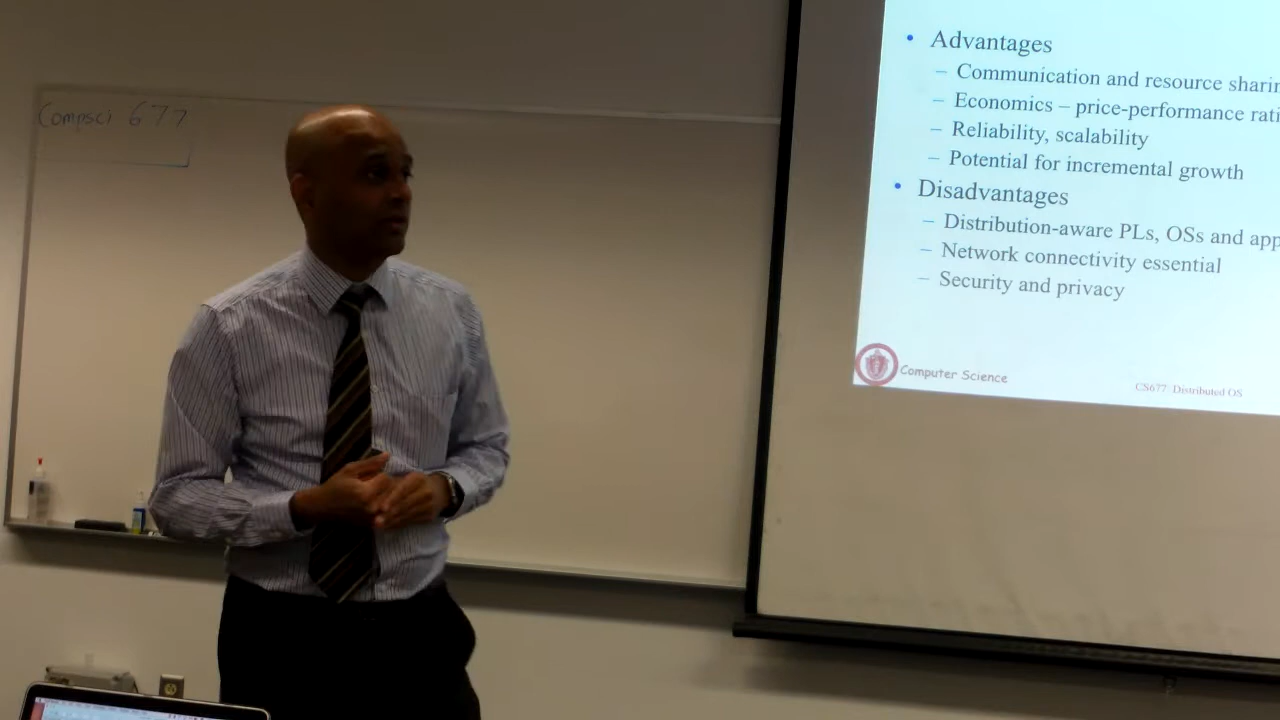 Compsci 677
• Advantages
– Communication and resource sharin
– Economics – price-performance rati
– Reliability, scalability
– Potential for incremental growth
• Disadvantages
– Distribution-aware PLs, OSs and app
– Network connectivity essential
– Security and privacy
Computer Science
CS677: Distributed OS